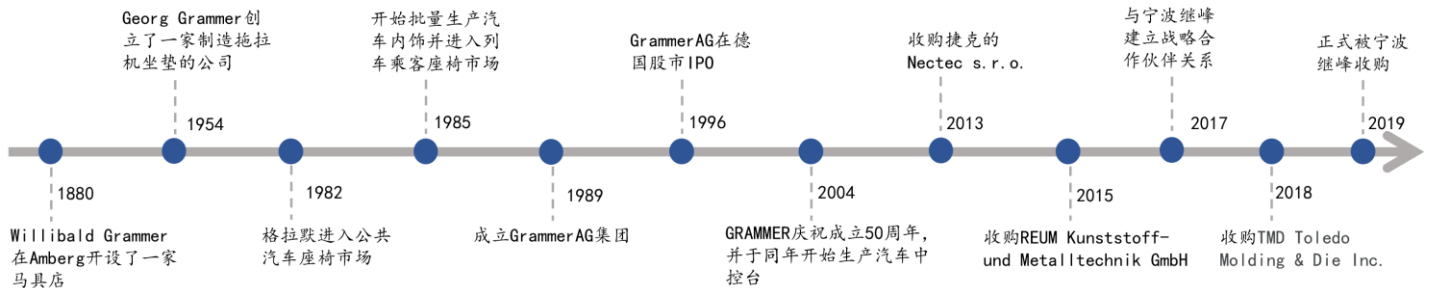 Georg Grammer创
立了一家制造拖拉
机坐垫的公司
开始批量生产汽
车内饰并进入列
车乘客座椅市场
GrammerAG在德
国股市IPO
收购捷克的
Nectec s.r.o.
与宁波继峰
建立战略合
作伙伴关系
正式被宁波
继峰收购
1954
1985
1996
2013
2017
2019
1880
1982
1989
2004
2015
2018
Willibald Grammer
在Amberg开设了一家
马具店
格拉默进入公共
汽车座椅市场
成立GrammerAG集团
GRAMMER庆祝成立50周年，
并于同年开始生产汽车中
控台
收购REUM Kunststoff-
und Metalltechnik GmbH
收购TMD Toledo
Molding & Die Inc.